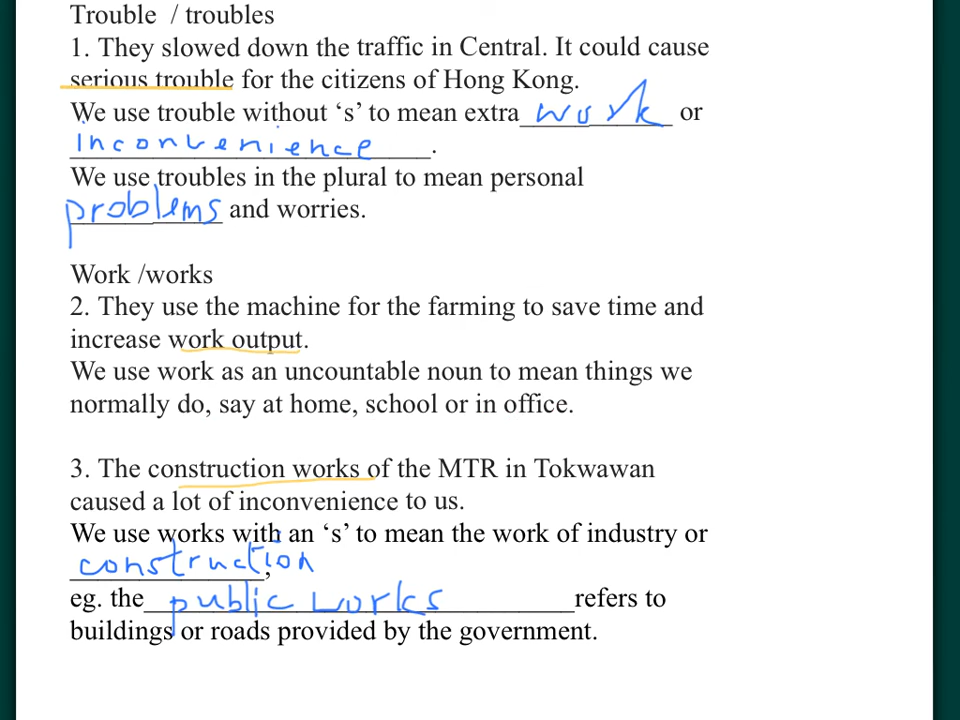 Trouble / troubles
1. They slowed down the traffic in Central. It could cause
serious trouble for the citizens of Hong Kong.
We use trouble without ‘s’ to mean extra work or
inconvenience.
We use troubles in the plural to mean personal
problems and worries.
Work /works
2. They use the machine for the farming to save time and
increase work output.
We use work as an uncountable noun to mean things we
normally do, say at home, school or in office.
3. The construction works of the MTR in Tokwawan
caused a lot of inconvenience to us.
We use works with an ‘s’ to mean the work of industry or
construction,
eg. the public works refers to
buildings or roads provided by the government.